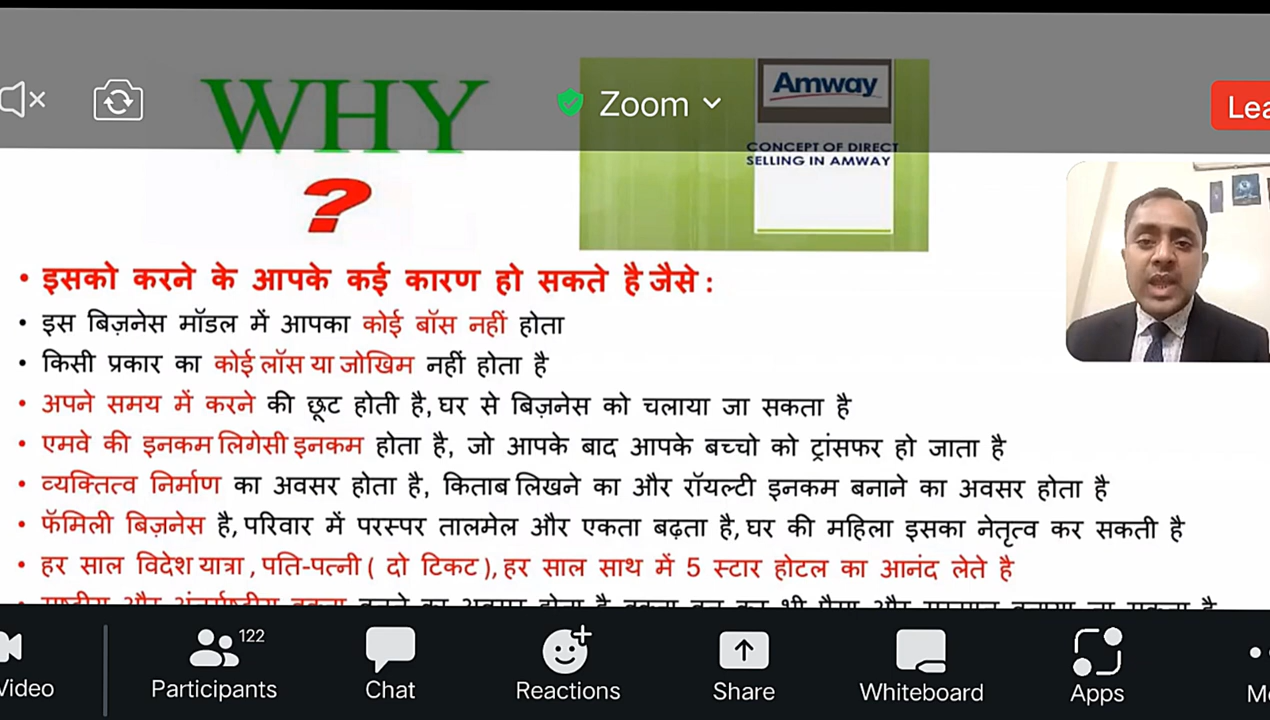 WHY
?
Zoom
Lea
Amway
CONCEPT OF DIRECT
SELLING IN AMWAY
• इसको करने के आपके कई कारण हो सकते है जैसे :
• इस बिज़नेस मॉडल में आपका कोई बॉस नहीं होता
• किसी प्रकार का कोई लॉस या जोखिम नहीं होता है
• अपने समय में करने की छूट होती है, घर से बिज़नेस को चलाया जा सकता है
• एमवे की इनकम लिगेसी इनकम होता है, जो आपके बाद आपके बच्चो को ट्रांसफर हो जाता है
• व्यक्तित्व निर्माण का अवसर होता है, किताब लिखने का और रॉयल्टी इनकम बनाने का अवसर होता है
• फॅमिली बिज़नेस है, परिवार में परस्पर तालमेल और एकता बढ़ता है, घर की महिला इसका नेतृत्व कर सकती है
• हर साल विदेश यात्रा , पति-पत्नी ( दो टिकट ), हर साल साथ में 5 स्टार होटल का आनंद लेते है
Video
122
Participants
Chat
Reactions
Share
Whiteboard
Apps